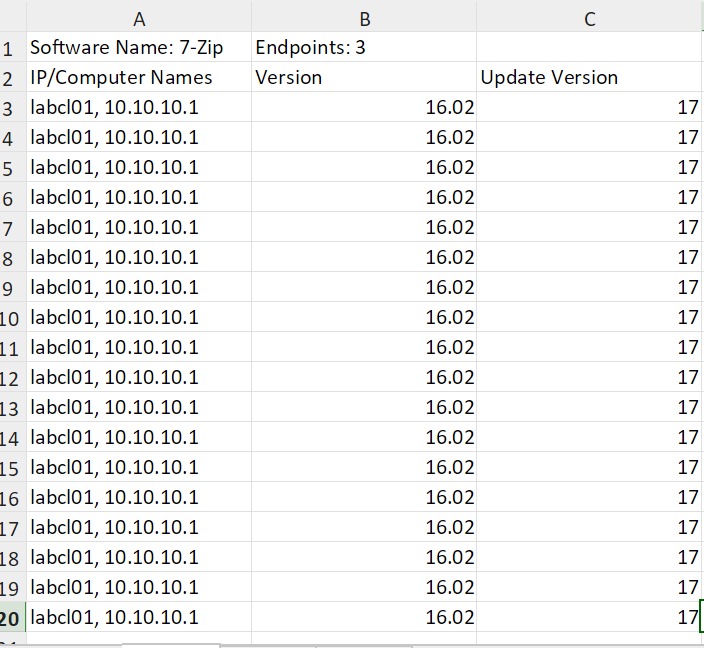 A B C
1 Software Name: 7-Zip Endpoints: 3
2 IP/Computer Names Version Update Version
3 labcl01, 10.10.10.1 16.02 17
4 labcl01, 10.10.10.1 16.02 17
5 labcl01, 10.10.10.1 16.02 17
6 labcl01, 10.10.10.1 16.02 17
7 labcl01, 10.10.10.1 16.02 17
8 labcl01, 10.10.10.1 16.02 17
9 labcl01, 10.10.10.1 16.02 17
10 labcl01, 10.10.10.1 16.02 17
11 labcl01, 10.10.10.1 16.02 17
12 labcl01, 10.10.10.1 16.02 17
13 labcl01, 10.10.10.1 16.02 17
14 labcl01, 10.10.10.1 16.02 17
15 labcl01, 10.10.10.1 16.02 17
16 labcl01, 10.10.10.1 16.02 17
17 labcl01, 10.10.10.1 16.02 17
18 labcl01, 10.10.10.1 16.02 17
19 labcl01, 10.10.10.1 16.02 17
20 labcl01, 10.10.10.1 16.02 17